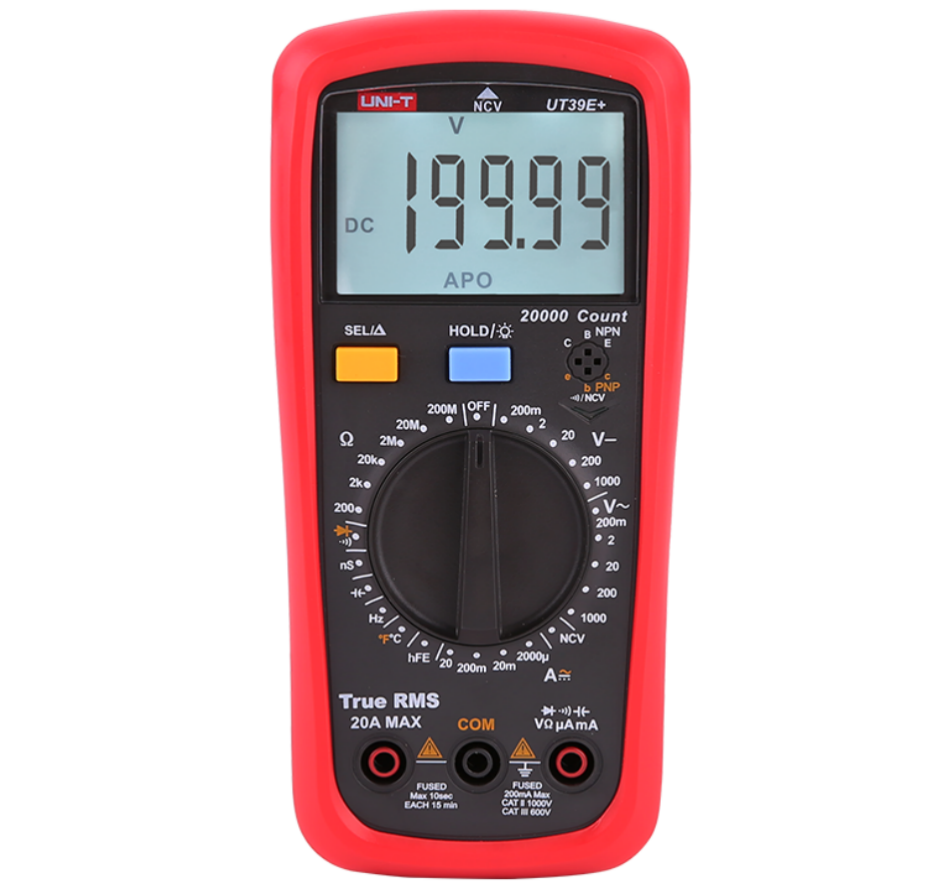 UNI-T
NCV
UT39E+
V
199.99
DC
APO
20000 Count
SEL/Δ
HOLD/
B NPN
C E
e c
b PNP
/NCV
200M OFF 200m
20M 2
Ω 2M 20 V⎓
20k 200
2k 1000
200 V~
200m
2
nS 20
200
Hz 1000
°F°C NCV
hFE 20 200m 20m 2000µ
A
True RMS
20A MAX COM VΩ µA mA
FUSED
Max 10sec
EACH 15 min
FUSED
200mA Max
CAT II 1000V
CAT III 600V